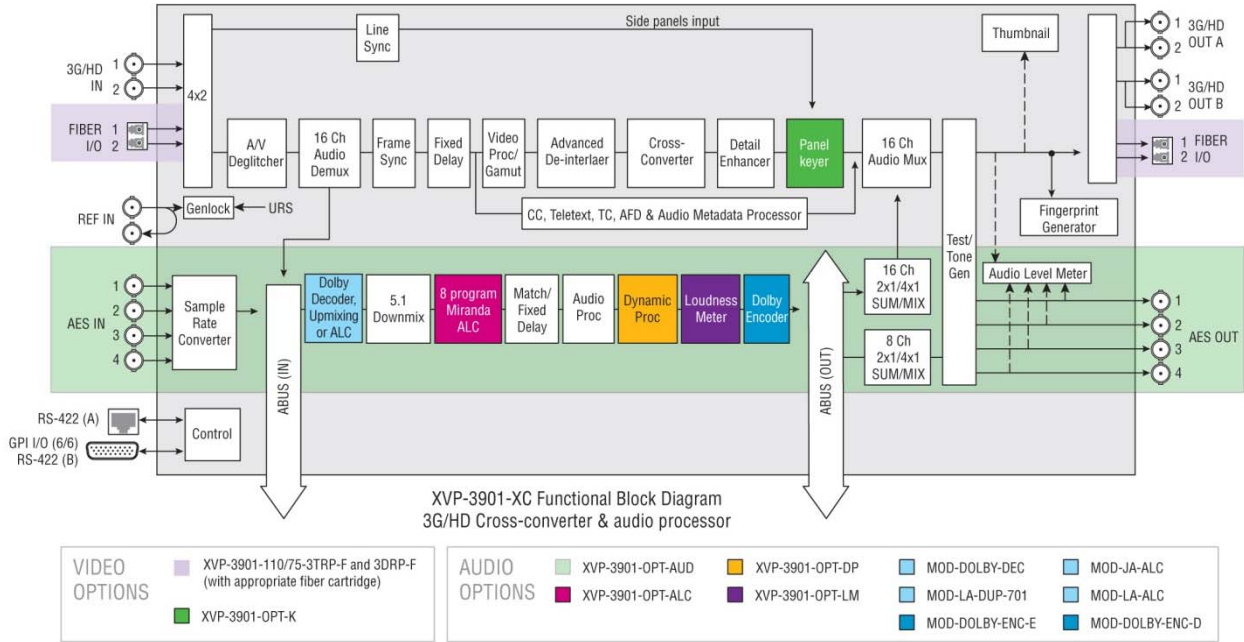 Side panels input
Line
Sync
Thumbnail
1
2
3G/HD
OUT A
3G/HD
IN
1
2
4x2
1
2
3G/HD
OUT B
FIBER
I/O
1
2
A/V
Deglitcher
16 Ch
Audio
Demux
Frame
Sync
Fixed
Delay
Video
Proc/
Gamut
Advanced
De-interlaer
Cross-
Converter
Detail
Enhancer
Panel
keyer
16 Ch
Audio Mux
1
2
FIBER
I/O
REF IN
Genlock
URS
CC, Teletext, TC, AFD & Audio Metadata Processor
Fingerprint
Generator
Test/
Tone
Gen
Audio Level Meter
AES IN
1
2
3
4
Sample
Rate
Converter
ABUS (IN)
Dolby
Decoder,
Upmixing
or ALC
5.1
Downmix
8 program
Miranda
ALC
Match/
Fixed
Delay
Audio
Proc
Dynamic
Proc
Loudness
Meter
Dolby
Encoder
ABUS (OUT)
16 Ch
2x1/4x1
SUM/MIX
8 Ch
2x1/4x1
SUM/MIX
1
2
3
4
AES OUT
RS-422 (A)
GPI I/O (6/6)
RS-422 (B)
Control
XVP-3901-XC Functional Block Diagram
3G/HD Cross-converter & audio processor
VIDEO
OPTIONS
XVP-3901-110/75-3TRP-F and 3DRP-F
(with appropriate fiber cartridge)
XVP-3901-OPT-K
AUDIO
OPTIONS
XVP-3901-OPT-AUD
XVP-3901-OPT-ALC
XVP-3901-OPT-DP
XVP-3901-OPT-LM
MOD-DOLBY-DEC
MOD-LA-DUP-701
MOD-DOLBY-ENC-E
MOD-JA-ALC
MOD-LA-ALC
MOD-DOLBY-ENC-D